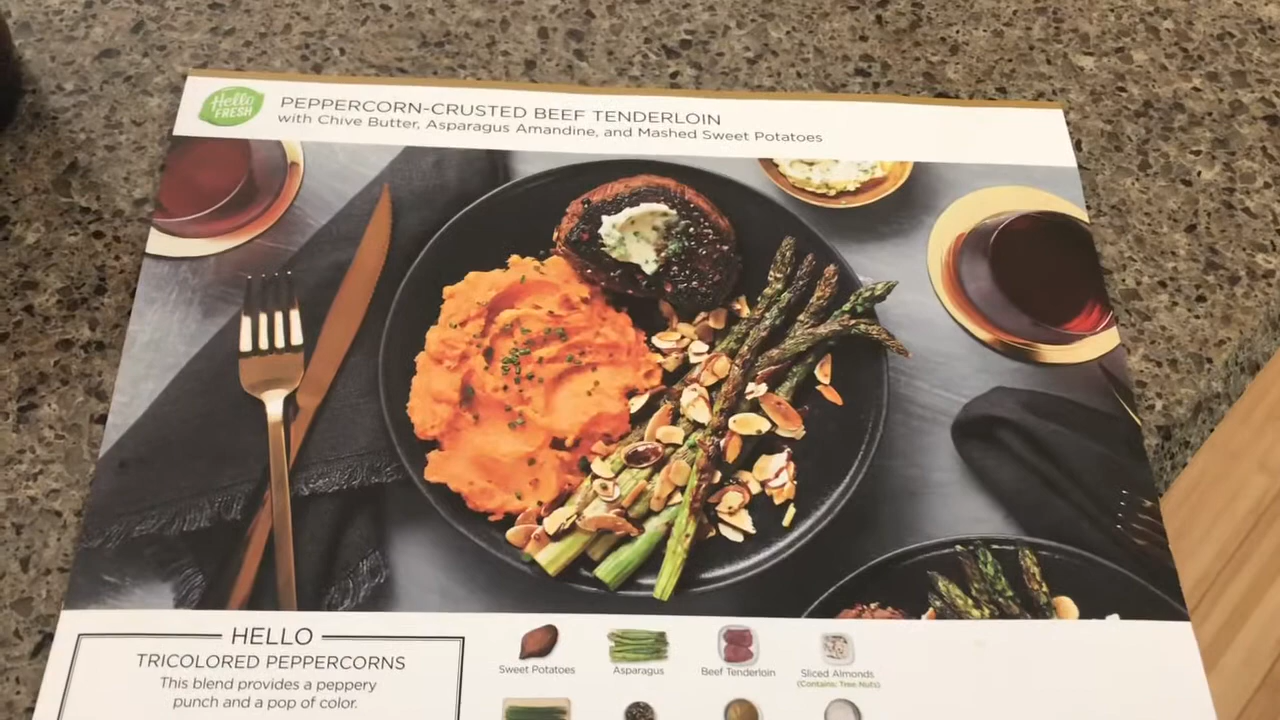 Hello
FRESH
PEPPERCORN-CRUSTED BEEF TENDERLOIN
with Chive Butter, Asparagus Amandine, and Mashed Sweet Potatoes
HELLO
TRICOLORED PEPPERCORNS
This blend provides a peppery
punch and a pop of color.
Sweet Potatoes
Asparagus
Beef Tenderloin
Sliced Almonds
(Contains: Tree Nuts)